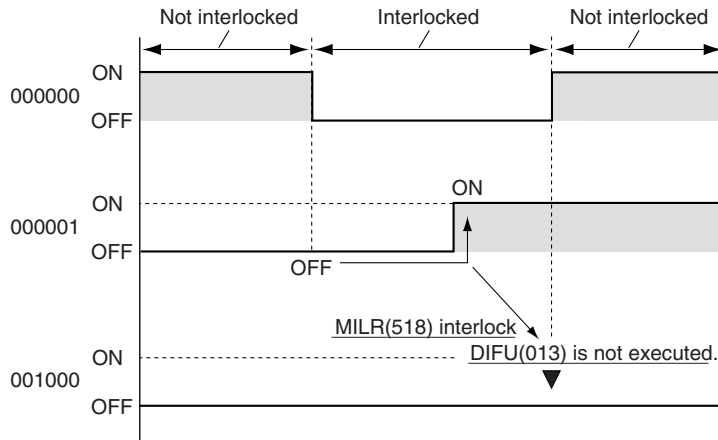 Not interlocked
Interlocked
Not interlocked
ON
000000
OFF
ON
ON
000001
OFF
OFF
MILR(518) interlock
DIFU(013) is not executed.
ON
001000
OFF